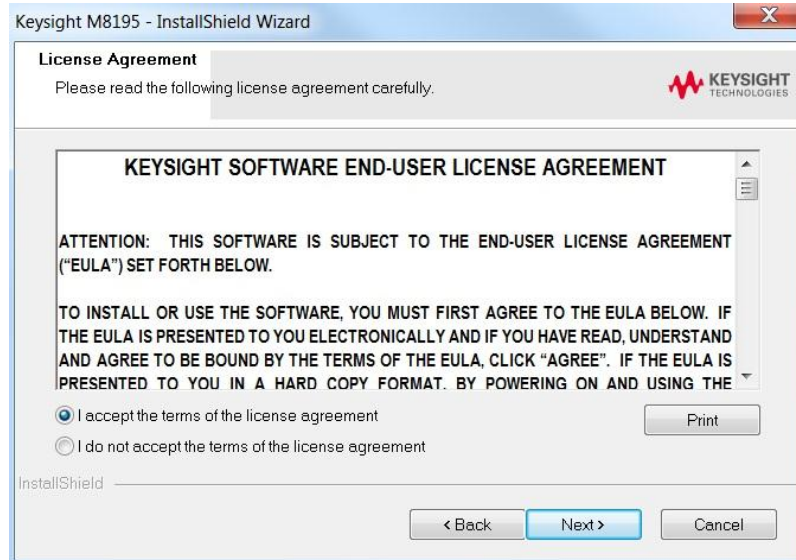 Keysight M8195 - InstallShield Wizard
License Agreement
Please read the following license agreement carefully.
KEYSIGHT
TECHNOLOGIES
KEYSIGHT SOFTWARE END-USER LICENSE AGREEMENT
ATTENTION: THIS SOFTWARE IS SUBJECT TO THE END-USER LICENSE AGREEMENT
(“EULA”) SET FORTH BELOW.
TO INSTALL OR USE THE SOFTWARE, YOU MUST FIRST AGREE TO THE EULA BELOW. IF
THE EULA IS PRESENTED TO YOU ELECTRONICALLY AND IF YOU HAVE READ, UNDERSTAND
AND AGREE TO BE BOUND BY THE TERMS OF THE EULA, CLICK “AGREE”. IF THE EULA IS
PRESENTED TO YOU IN A HARD COPY FORMAT, BY POWERING ON AND USING THE
I accept the terms of the license agreement
Print
I do not accept the terms of the license agreement
InstallShield
< Back
Next >
Cancel